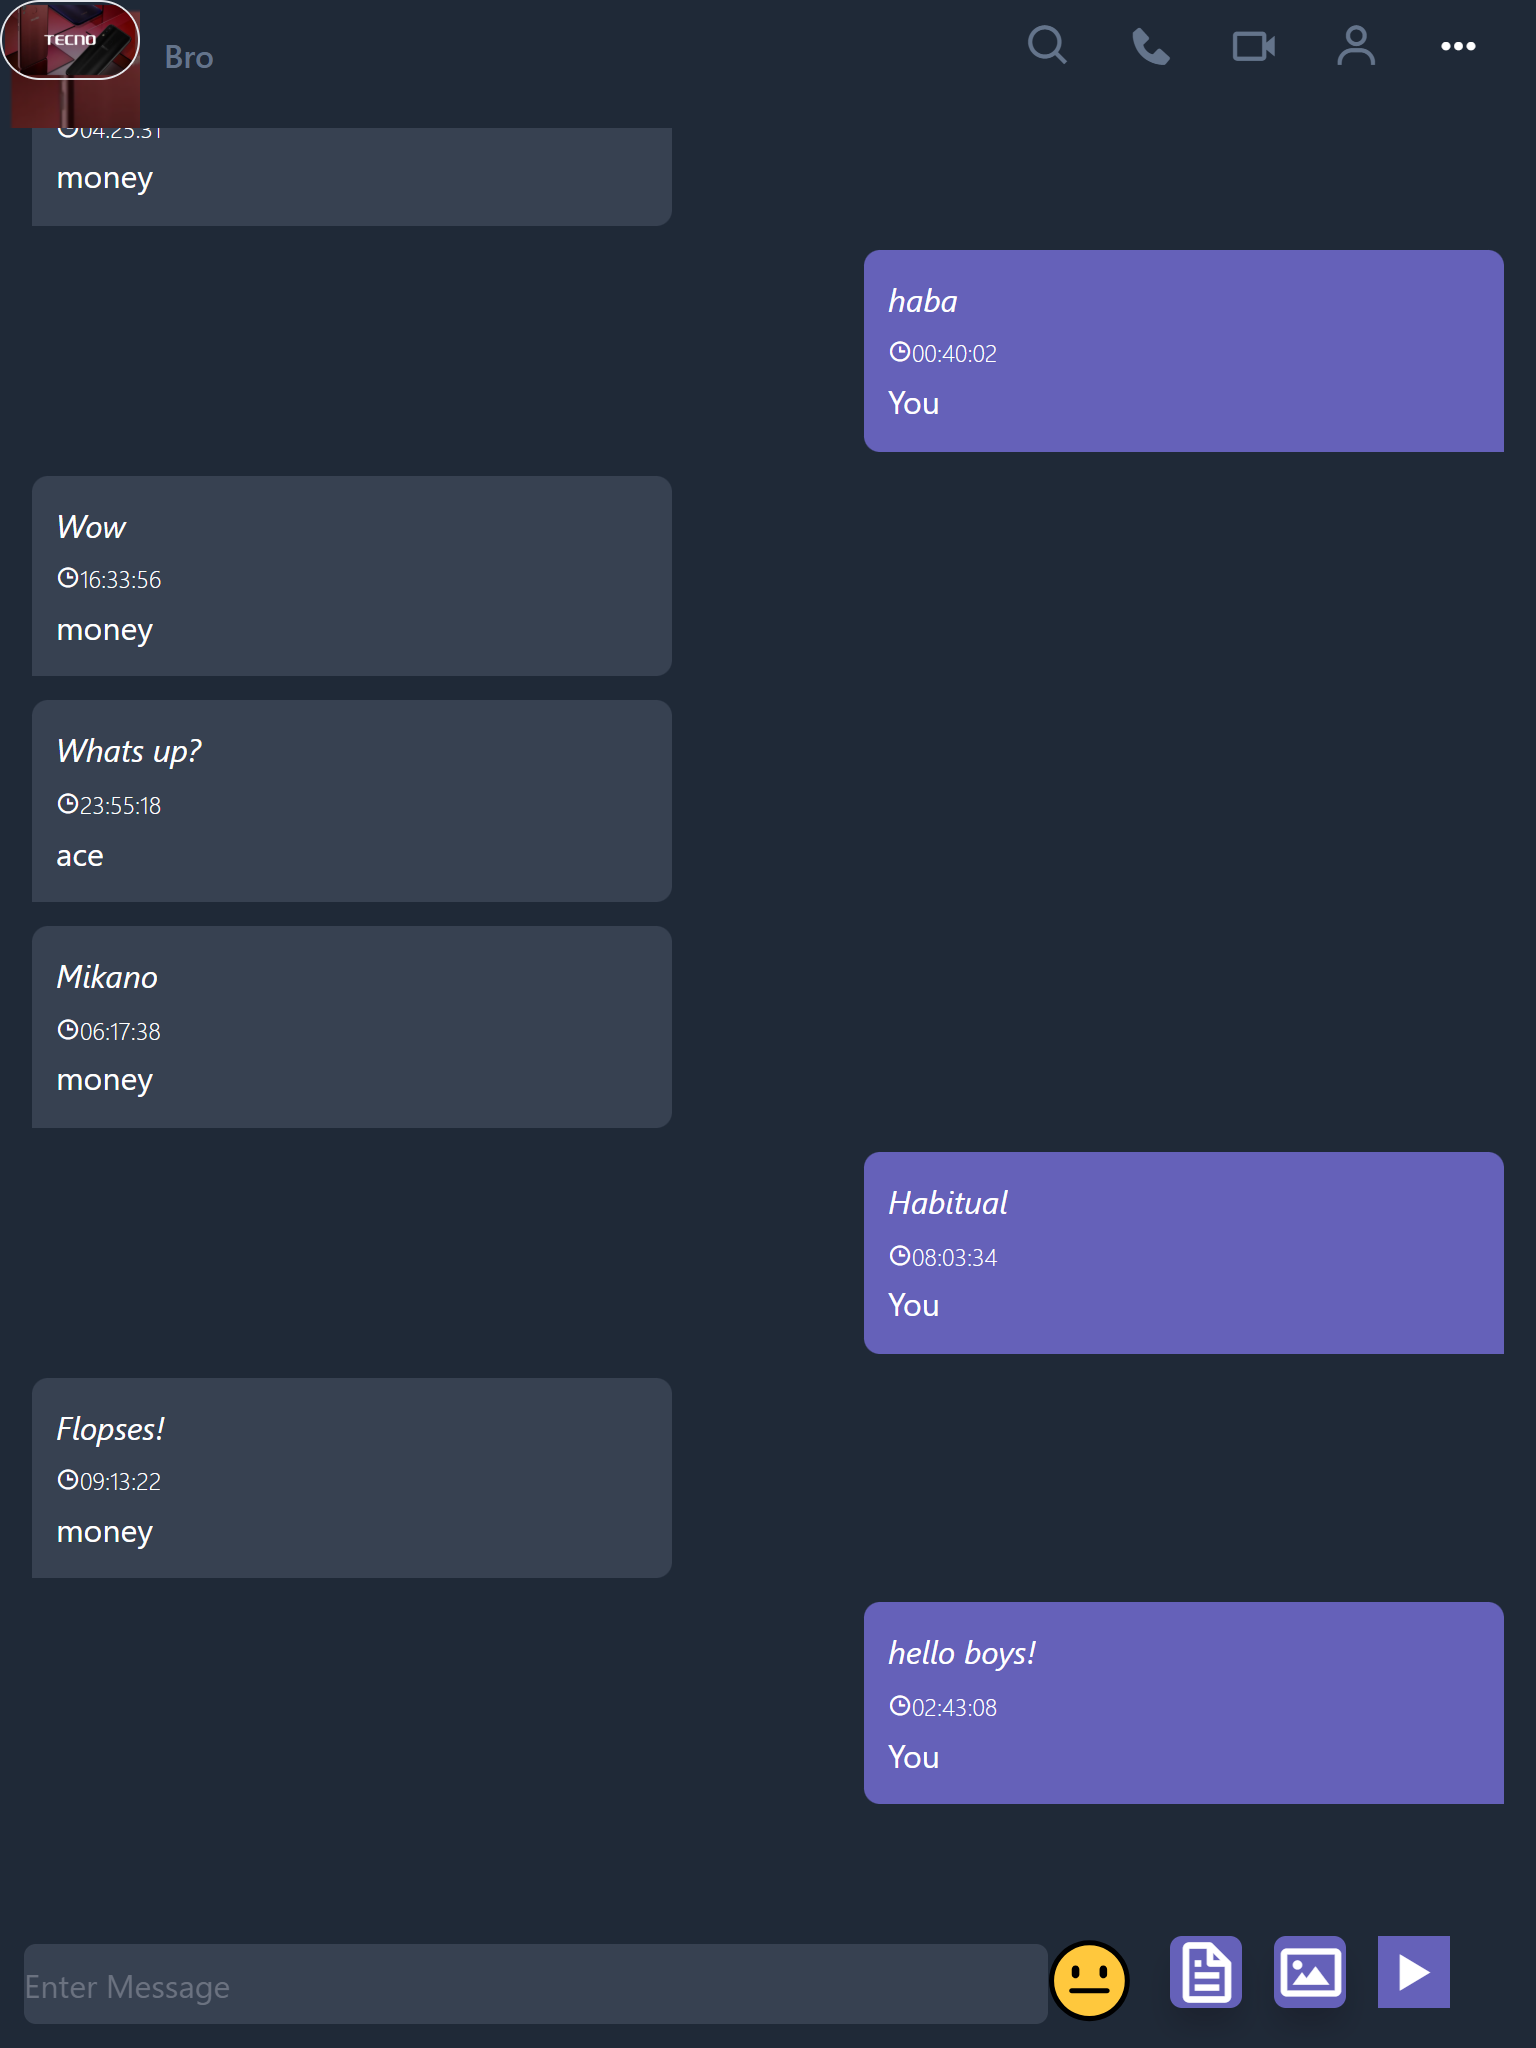 TECNO
Bro
04:25:31
money
haba
00:40:02
You
Wow
16:33:56
money
Whats up?
23:55:18
ace
Mikano
06:17:38
money
Habitual
08:03:34
You
Flopses!
09:13:22
money
hello boys!
02:43:08
You
Enter Message